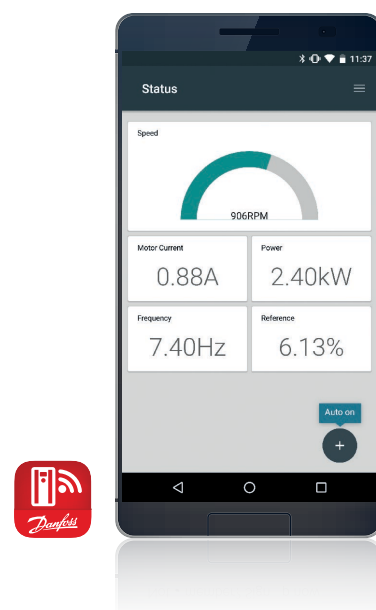 11:37
Status
Speed
906RPM
Motor Current
0.88A
Power
2.40kW
Frequency
7.40Hz
Reference
6.13%
Auto on
+
Danfoss